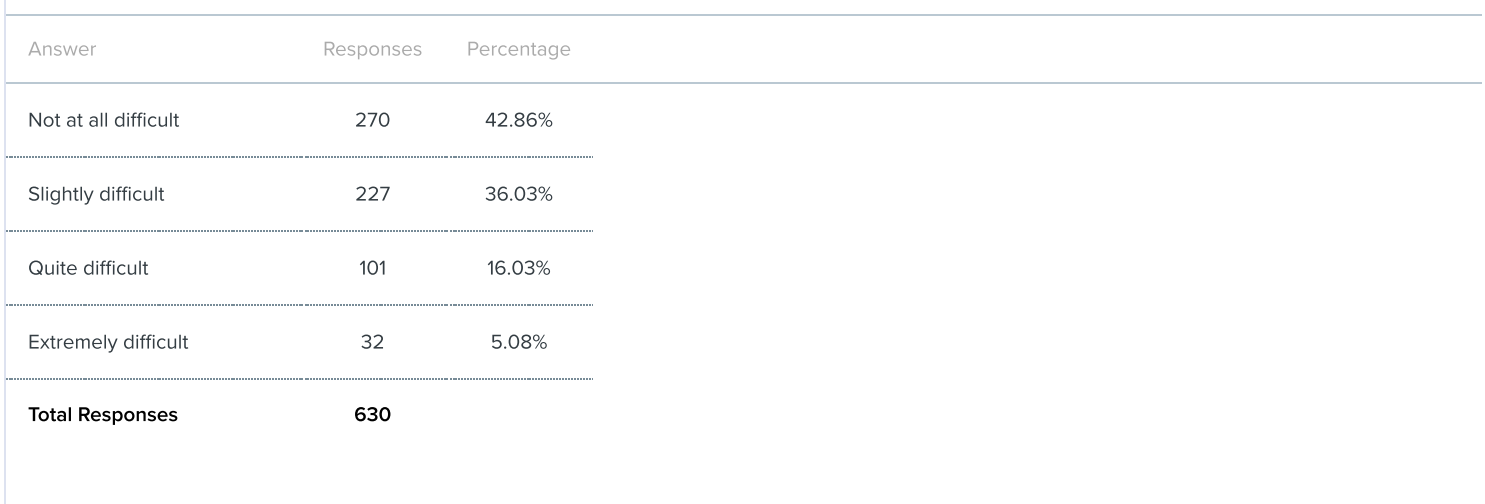 Answer Responses Percentage
Not at all difficult 270 42.86%
Slightly difficult 227 36.03%
Quite difficult 101 16.03%
Extremely difficult 32 5.08%
Total Responses 630